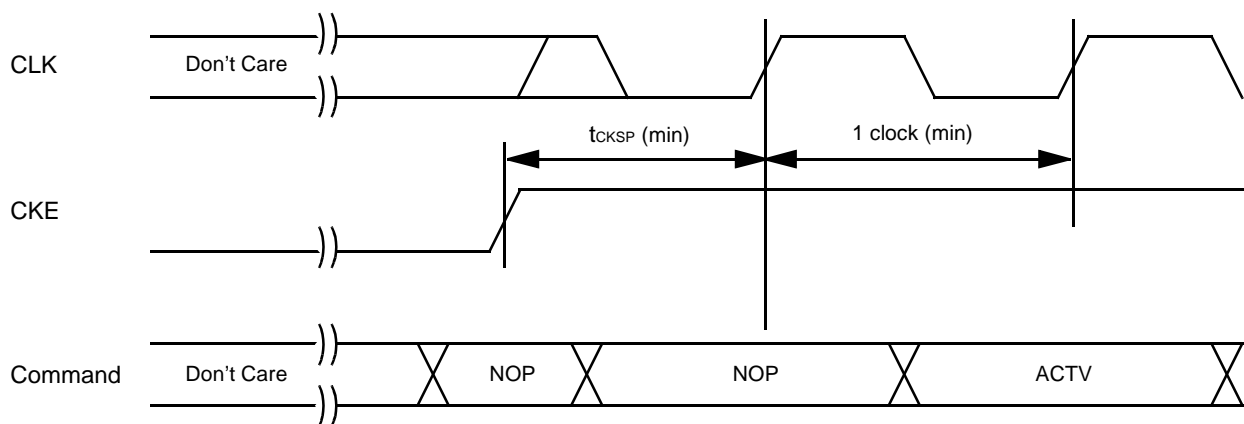 CLK Don't Care
tCKSP (min) 1 clock (min)
CKE
Command Don't Care NOP NOP ACTV